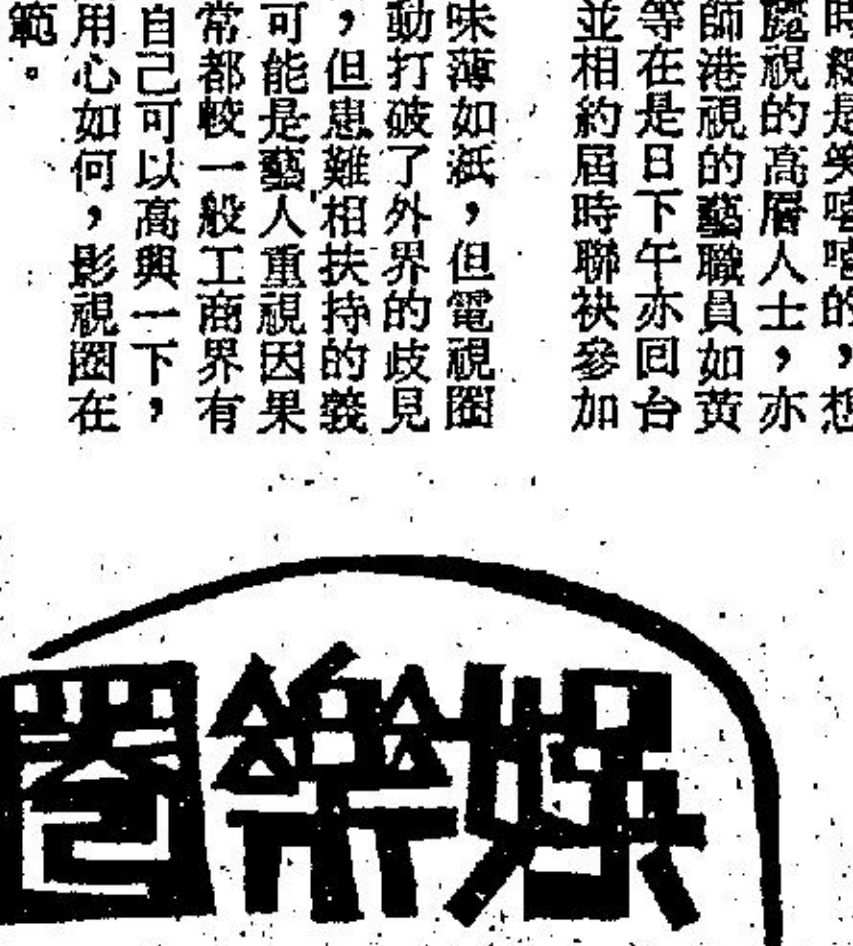 時纔是笑嘻嘻的，想
麗視的高層人士，亦
師港視的藝職員如黃
等在是日下午亦回台
並相約屆時聯袂參加
味薄如紙，但電視圈
動打破了外界的歧見
，但患難相扶持的義
可能是藝人重視因果
常都較一般工商界有
自己可以高興一下，
用心如何，影視圈在
範。
娛樂圈